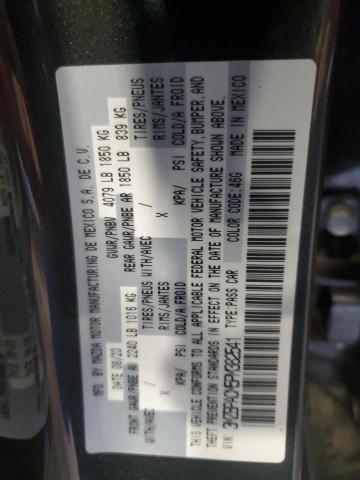 MFD BY MAZDA MOTOR MANUFACTURING DE MEXICO S.A. DE C.V.
DATE 08/23 GVWR/PNBV 4079 LB 1850 KG
FRONT GAWR/PNBE AV 2240 LB 1016 KG REAR GAWR/PNBE AR 1850 LB 839 KG
WITH/AVEC TIRES/PNEUS WITH/AVEC TIRES/PNEUS
X RIMS/JANTES X RIMS/JANTES
KPA/ PSI COLD/A FROID KPA/ PSI COLD/A FROID
THIS VEHICLE CONFORMS TO ALL APPLICABLE FEDERAL MOTOR VEHICLE SAFETY, BUMPER, AND
THEFT PREVENTION STANDARDS IN EFFECT ON THE DATE OF MANUFACTURE SHOWN ABOVE.
TYPE: PASS CAR COLOR CODE: 46G MADE IN MEXICO
VIN: